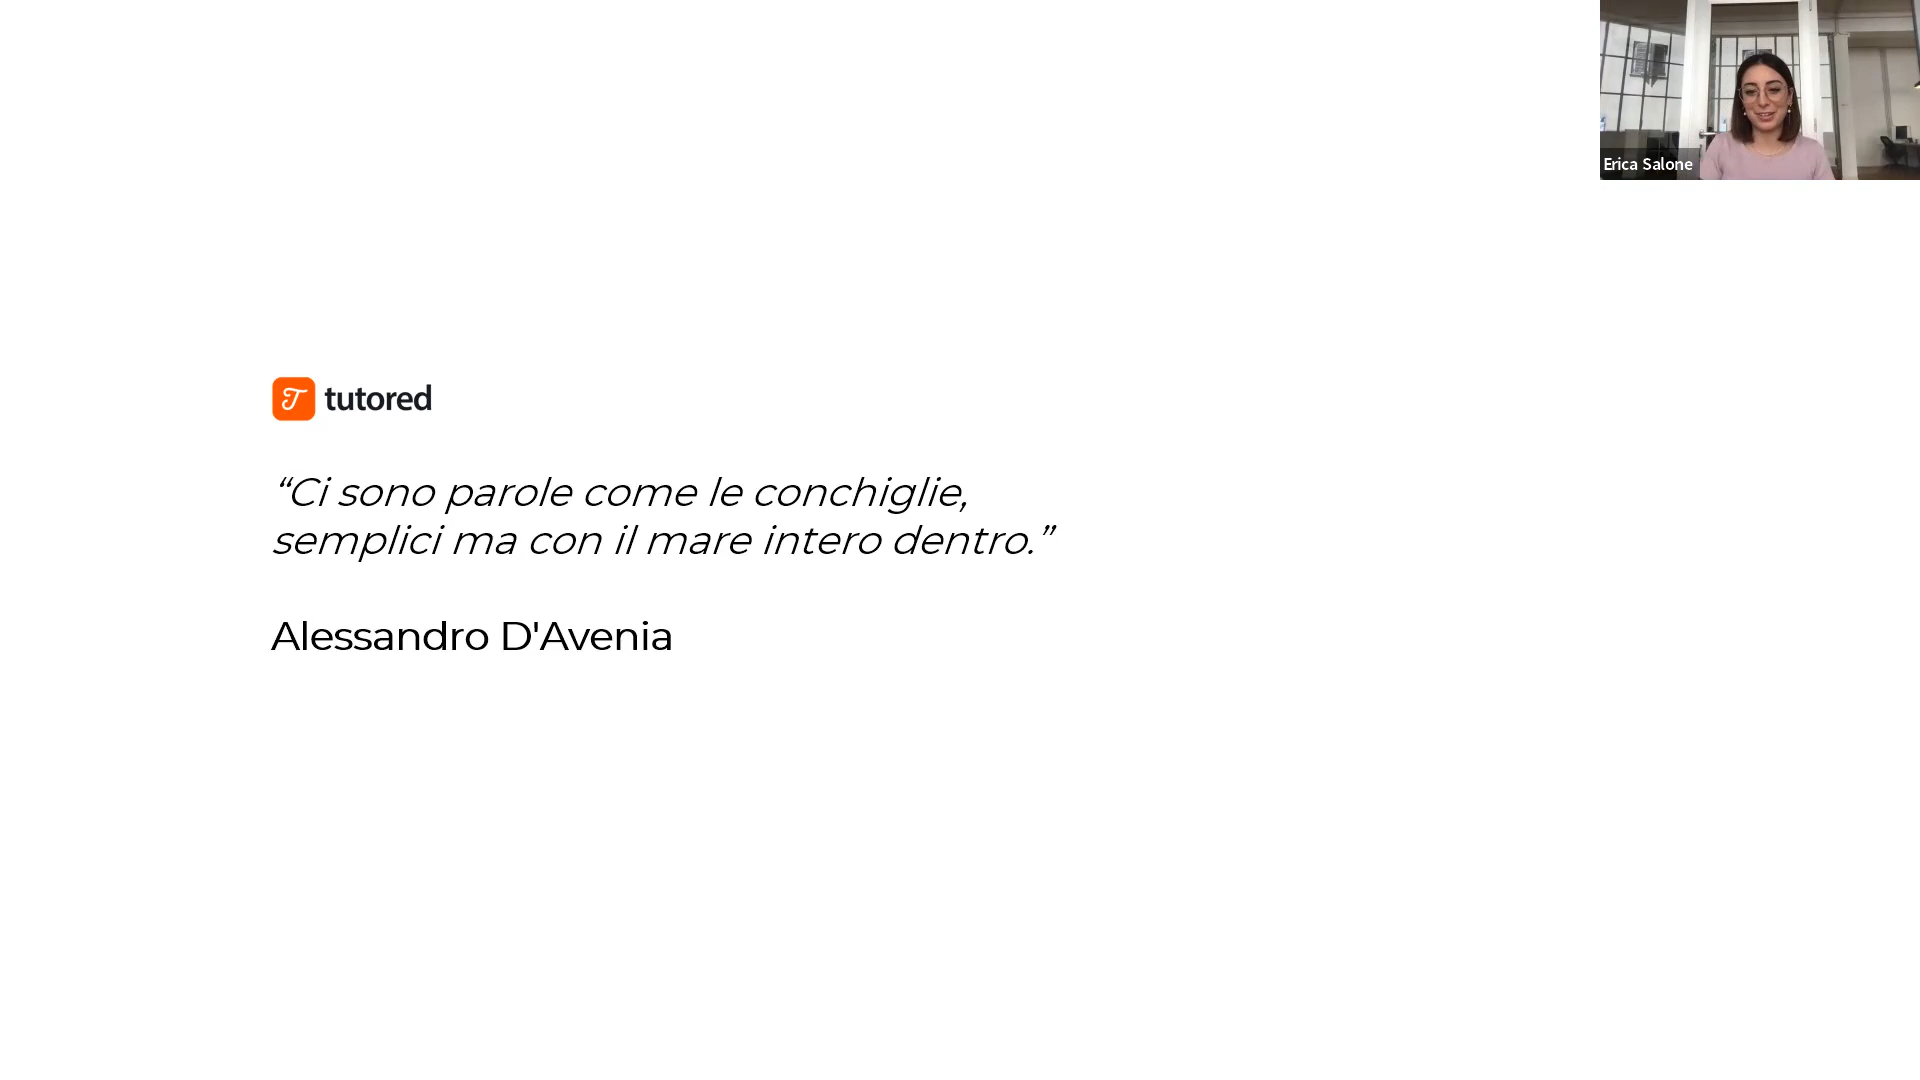 Erica Salone
tutored
“Ci sono parole come le conchiglie,
semplici ma con il mare intero dentro.”
Alessandro D'Avenia